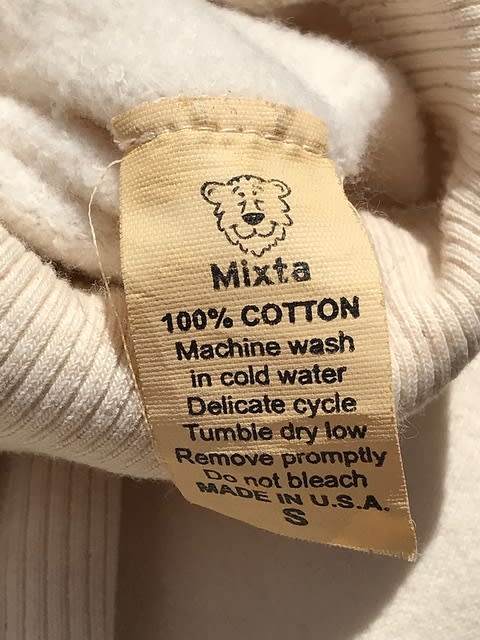 Mixta
100% COTTON
Machine wash
in cold water
Delicate cycle
Tumble dry low
Remove promptly
Do not bleach
MADE IN U.S.A.
S